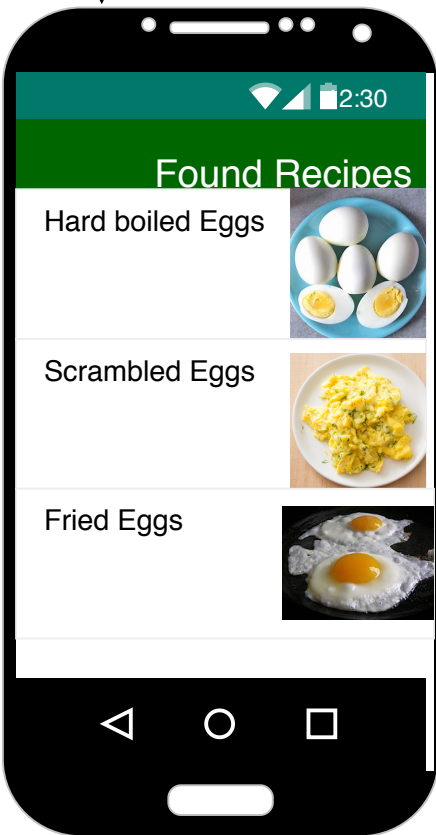 2:30
Found Recipes
Hard boiled Eggs
Scrambled Eggs
Fried Eggs